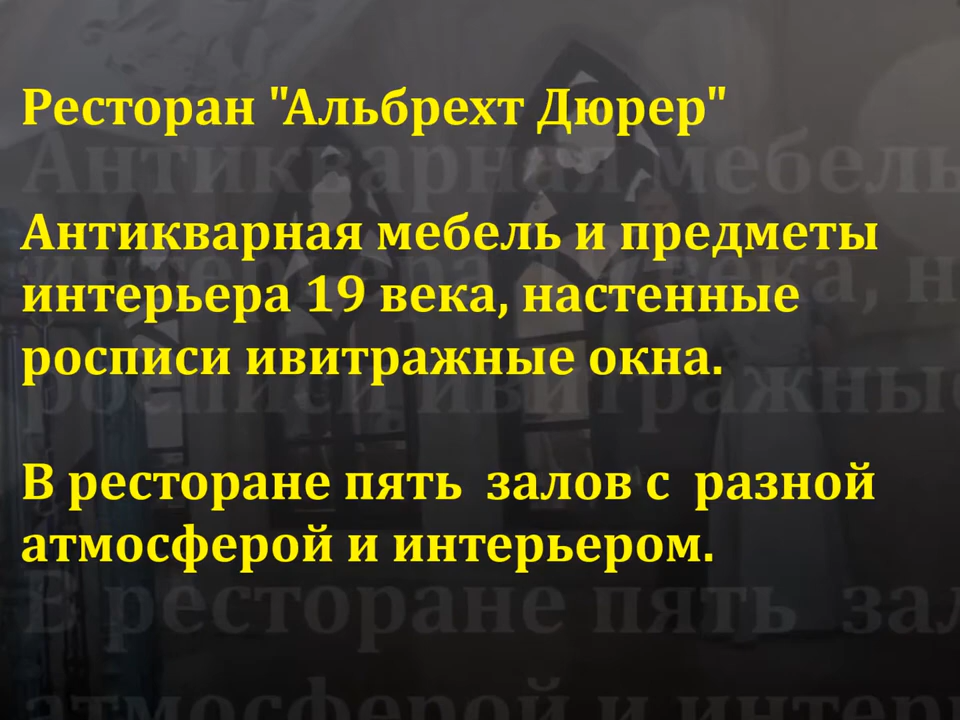 Ресторан "Альбрехт Дюрер"
Антикварная мебель и предметы
интерьера 19 века, настенные
росписи ивитражные окна.
В ресторане пять  залов с  разной
атмосферой и интерьером.